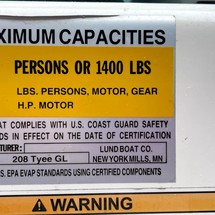 XIMUM CAPACITIES
PERSONS OR 1400 LBS
LBS. PERSONS, MOTOR, GEAR
H.P. MOTOR
AT COMPLIES WITH U.S. COAST GUARD SAFETY
DS IN EFFECT ON THE DATE OF CERTIFICATION
TURER: LUND BOAT CO.
208 Tyee GL NEW YORK MILLS, MN
S. EPA EVAP STANDARDS USING CERTIFIED COMPONENTS
WARNING